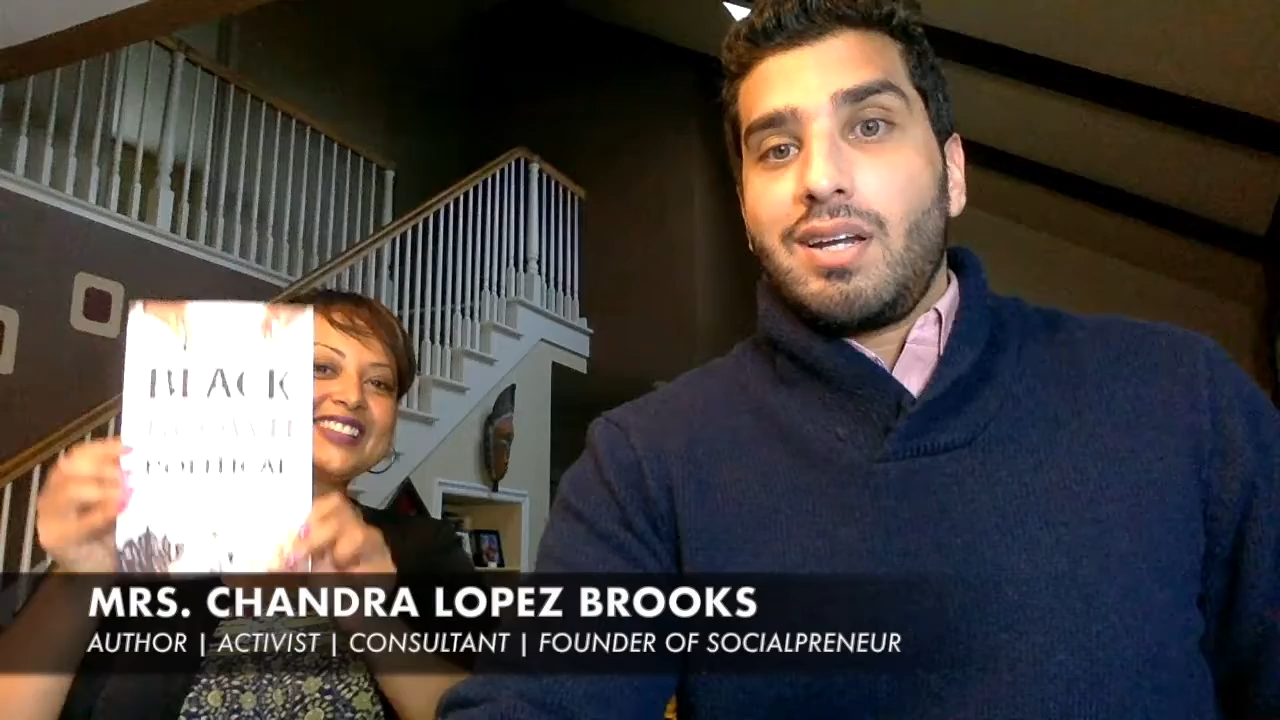 BLACK
POLITICAL
MRS. CHANDRA LOPEZ BROOKS
AUTHOR | ACTIVIST | CONSULTANT | FOUNDER OF SOCIALPRENEUR